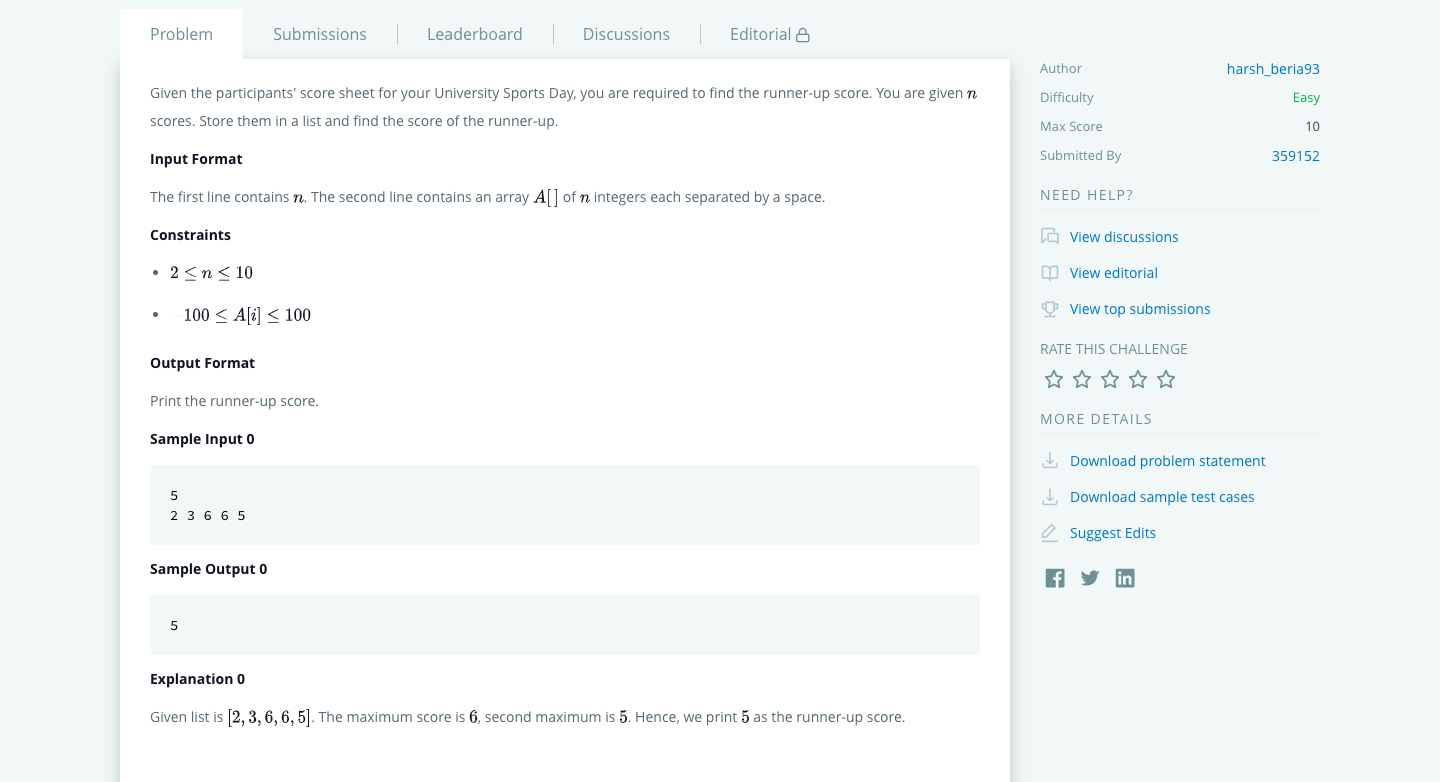 Problem
Submissions
Leaderboard
Discussions
Editorial
Given the participants' score sheet for your University Sports Day, you are required to find the runner-up score. You are given n
scores. Store them in a list and find the score of the runner-up.
Input Format
The first line contains n. The second line contains an array A[ ] of n integers each separated by a space.
Constraints
• 2 ≤ n ≤ 10
• −100 ≤ A[i] ≤ 100
Output Format
Print the runner-up score.
Sample Input 0
5
2 3 6 6 5
Sample Output 0
5
Explanation 0
Given list is [2, 3, 6, 6, 5]. The maximum score is 6, second maximum is 5. Hence, we print 5 as the runner-up score.
Author harsh_beria93
Difficulty Easy
Max Score 10
Submitted By 359152
NEED HELP?
View discussions
View editorial
View top submissions
RATE THIS CHALLENGE
MORE DETAILS
Download problem statement
Download sample test cases
Suggest Edits